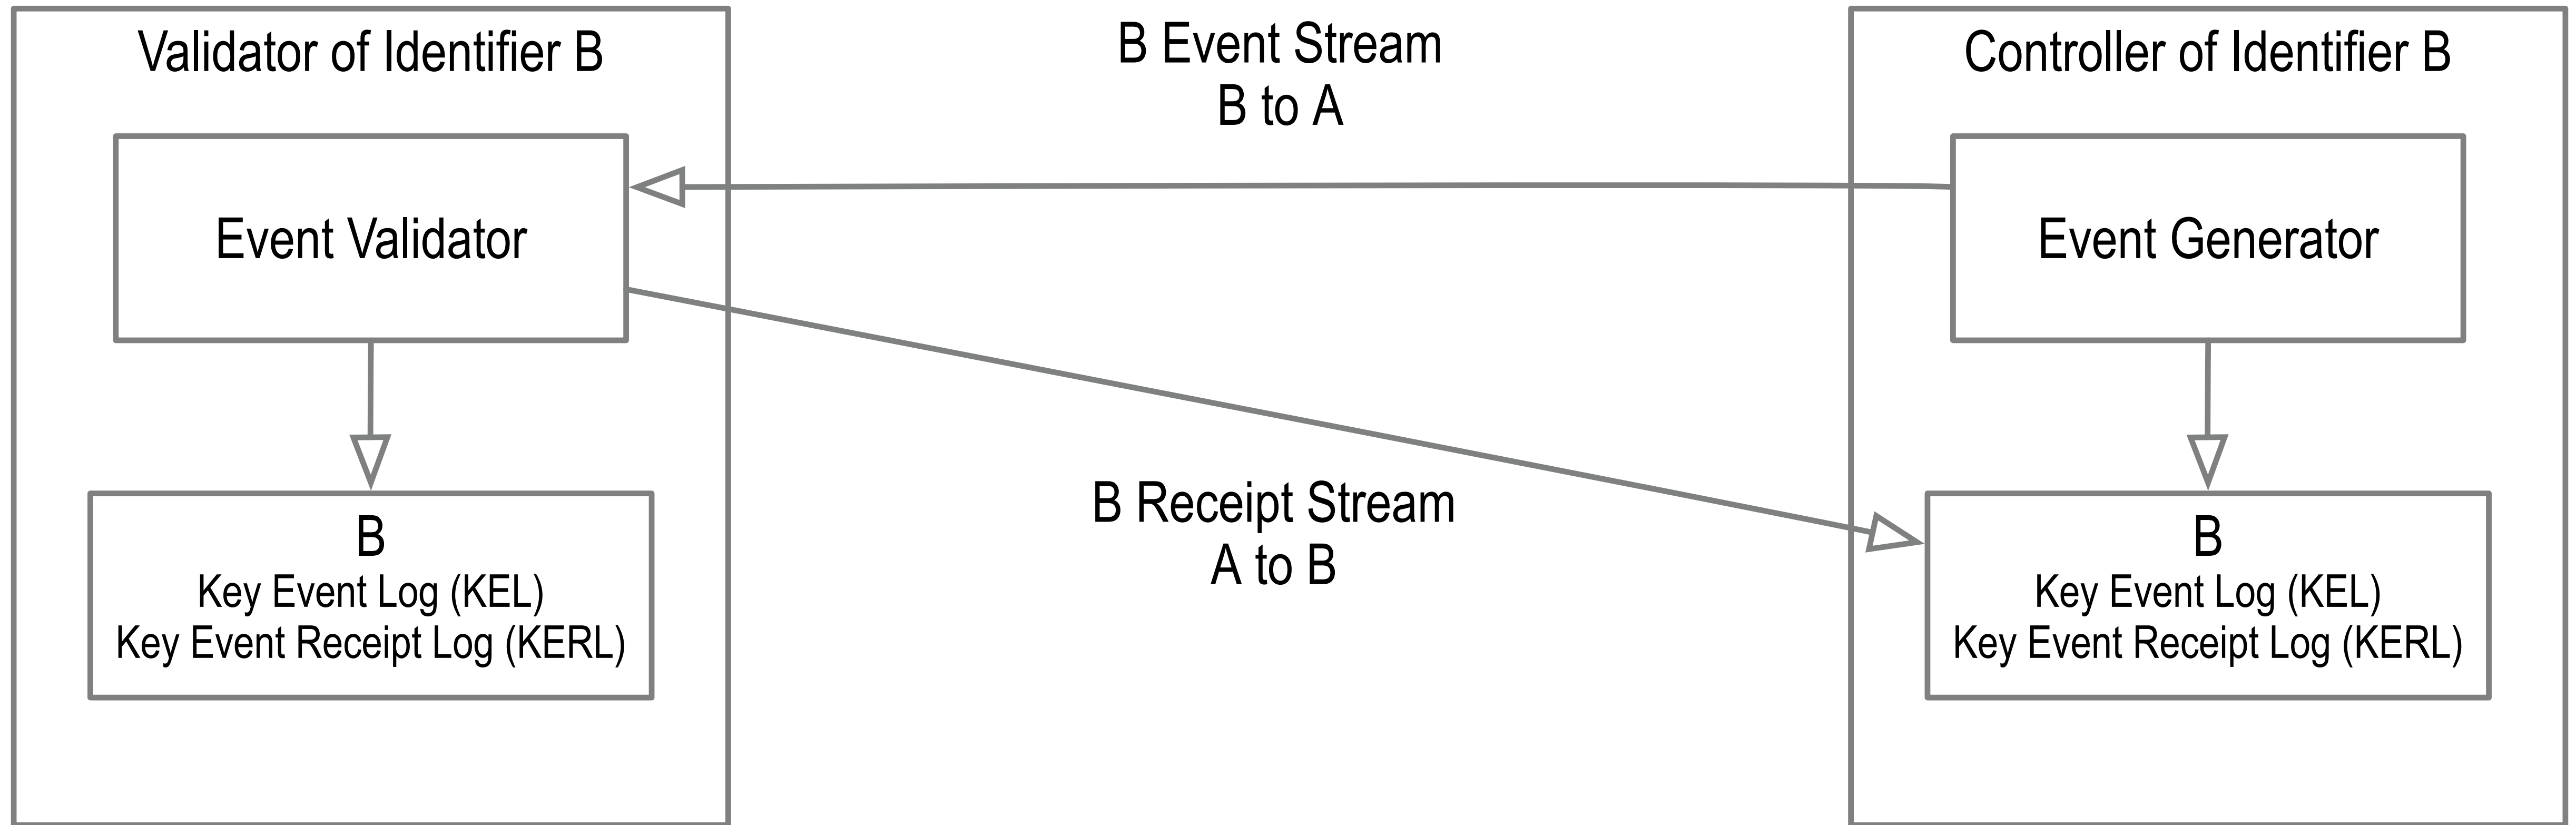 Validator of Identifier B
B Event Stream
B to A
Controller of Identifier B
Event Validator
Event Generator
B Receipt Stream
A to B
B
Key Event Log (KEL)
Key Event Receipt Log (KERL)
B
Key Event Log (KEL)
Key Event Receipt Log (KERL)